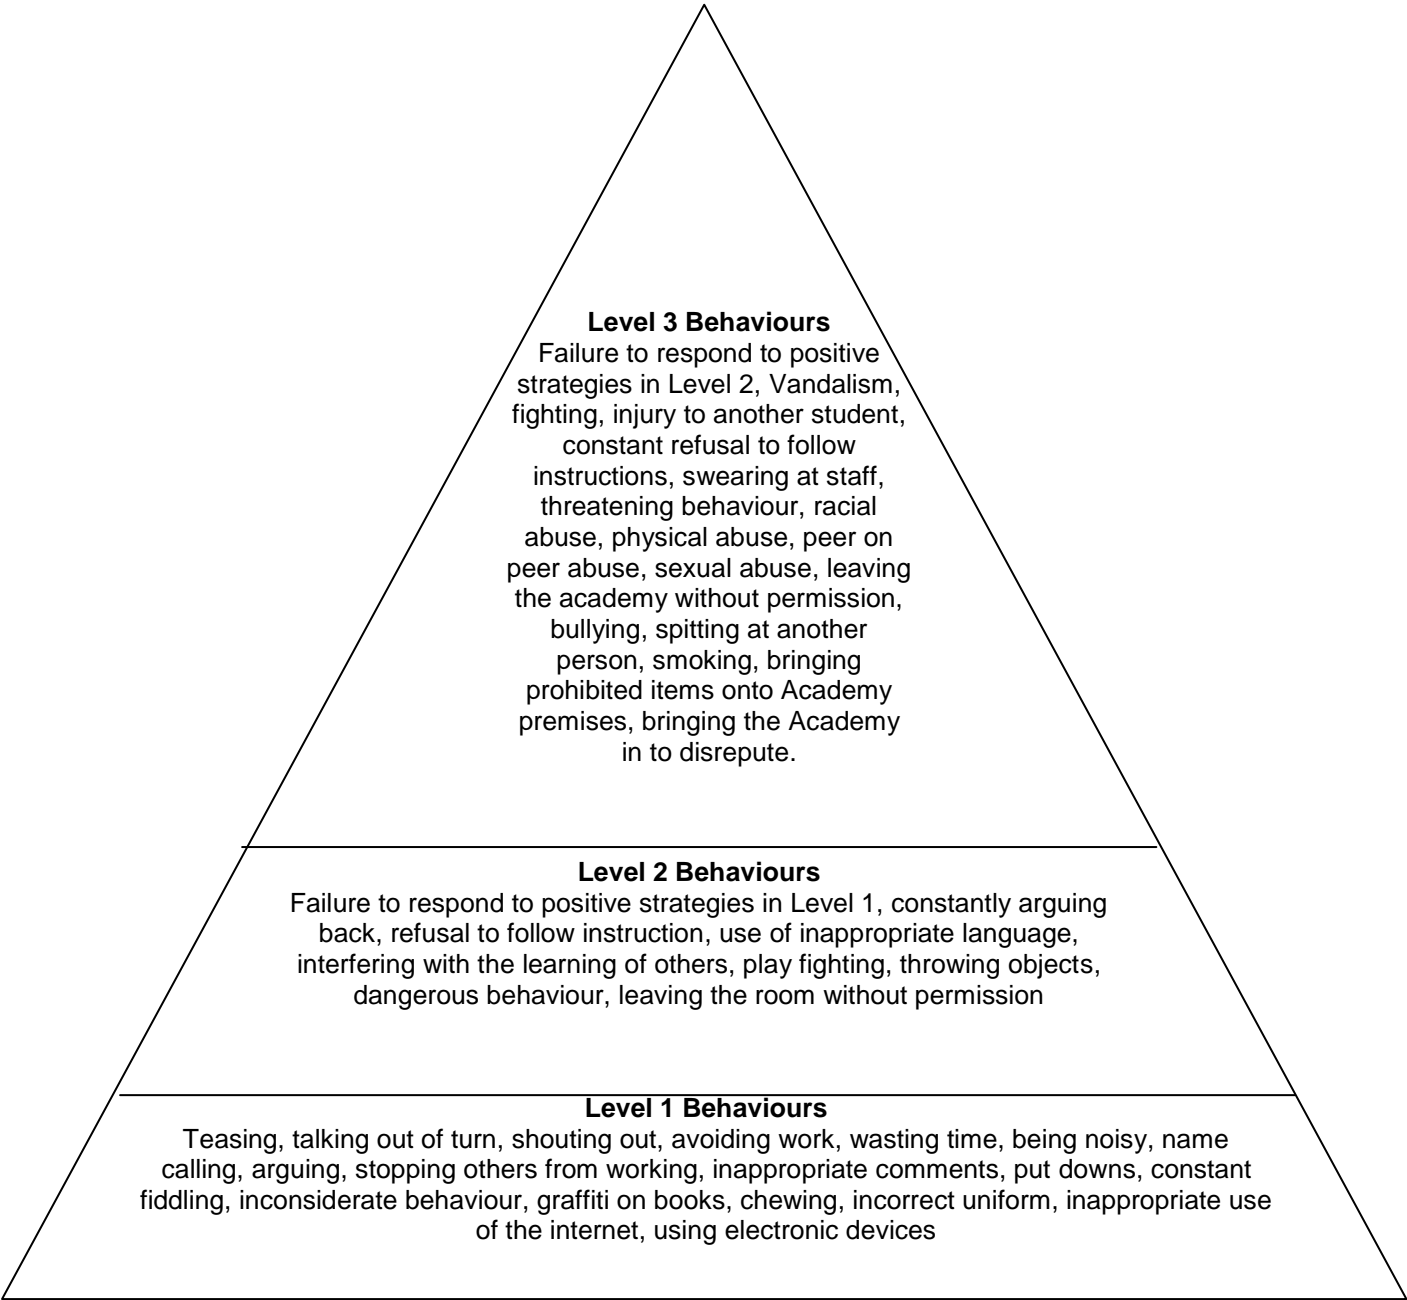 Level 3 Behaviours
Failure to respond to positive
strategies in Level 2, Vandalism,
fighting, injury to another student,
constant refusal to follow
instructions, swearing at staff,
threatening behaviour, racial
abuse, physical abuse, peer on
peer abuse, sexual abuse, leaving
the academy without permission,
bullying, spitting at another
person, smoking, bringing
prohibited items onto Academy
premises, bringing the Academy
in to disrepute.
Level 2 Behaviours
Failure to respond to positive strategies in Level 1, constantly arguing
back, refusal to follow instruction, use of inappropriate language,
interfering with the learning of others, play fighting, throwing objects,
dangerous behaviour, leaving the room without permission
Level 1 Behaviours
Teasing, talking out of turn, shouting out, avoiding work, wasting time, being noisy, name
calling, arguing, stopping others from working, inappropriate comments, put downs, constant
fiddling, inconsiderate behaviour, graffiti on books, chewing, incorrect uniform, inappropriate use
of the internet, using electronic devices